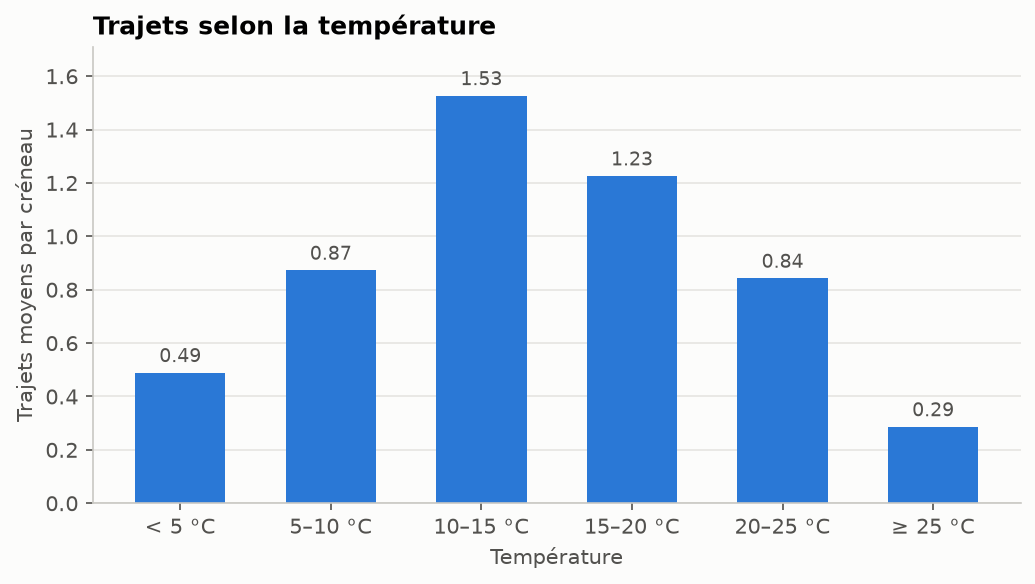 Trajets selon la température
Trajets moyens par créneau
1.6
1.4
1.2
1.0
0.8
0.6
0.4
0.2
0.0
0.49
0.87
1.53
1.23
0.84
0.29
< 5 °C
5–10 °C
10–15 °C
15–20 °C
20–25 °C
≥ 25 °C
Température